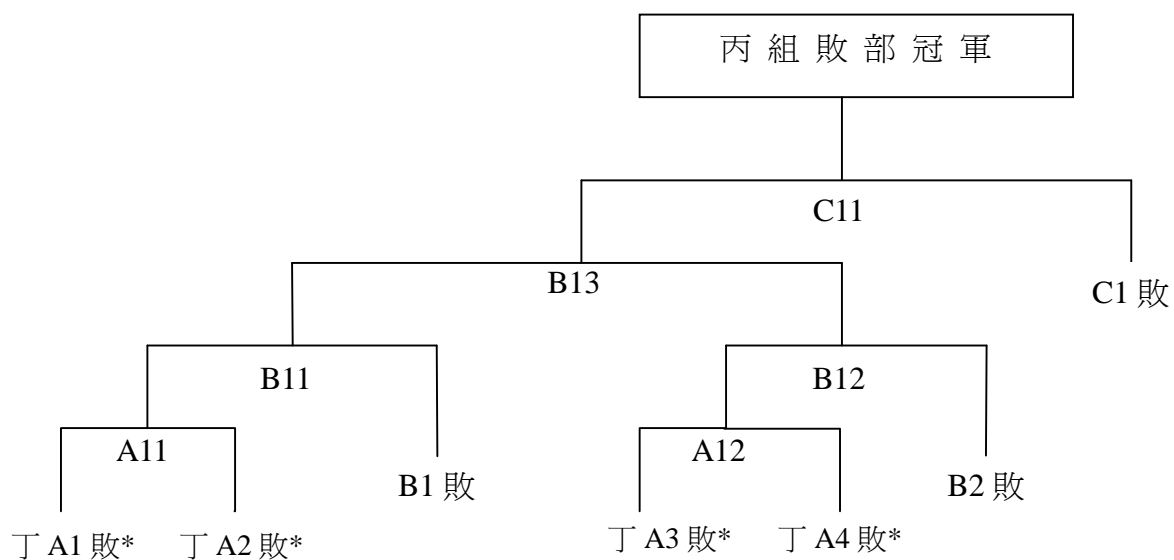 丙組敗部冠軍
C11
B13
C1 敗
B11
B12
A11
A12
B1 敗
B2 敗
丁 A1 敗*
丁 A2 敗*
丁 A3 敗*
丁 A4 敗*